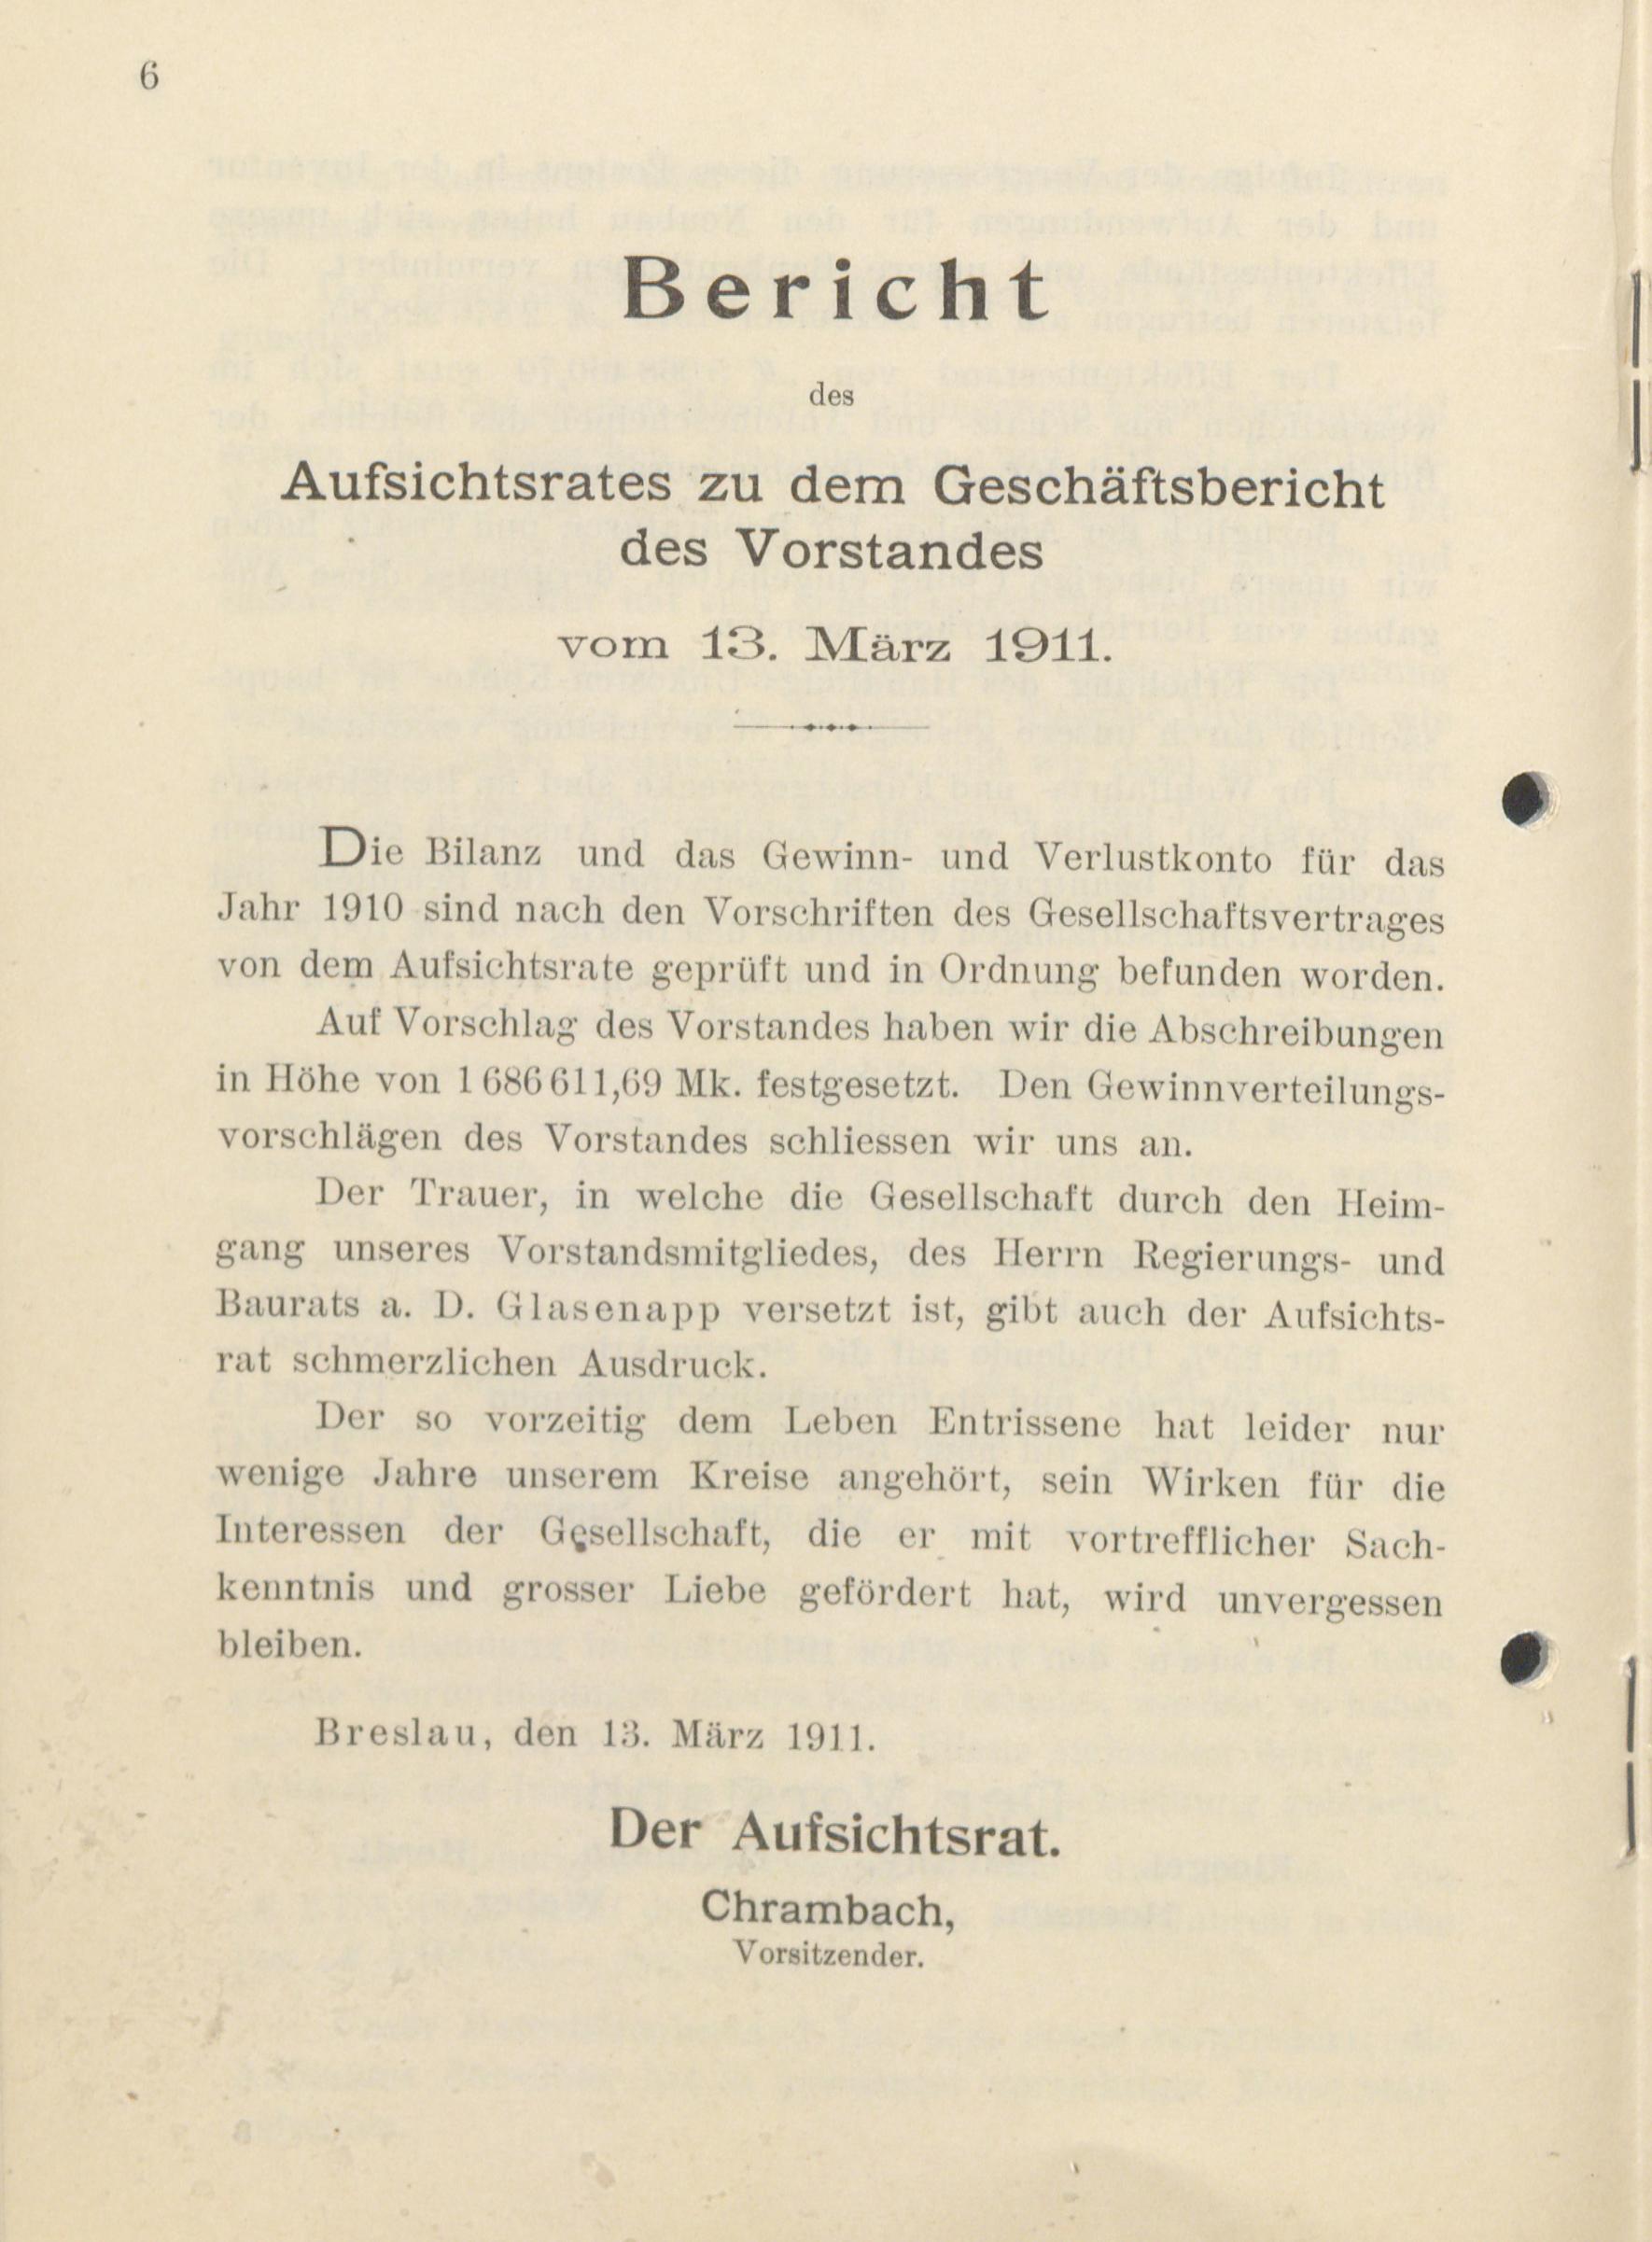 6
Bericht
des
Aufsichtsrates zu dem Geschäftsbericht
des Vorstandes
vom 13. März 1911.
Die Bilanz und das Gewinn- und Verlustkonto für das
Jahr 1910 sind nach den Vorschriften des Gesellschaftsvertrages
von dem Aufsichtsrate geprüft und in Ordnung befunden worden.
Auf Vorschlag des Vorstandes haben wir die Abschreibungen
in Höhe von 1 686 611,69 Mk. festgesetzt. Den Gewinnverteilungs-
vorschlägen des Vorstandes schliessen wir uns an.
Der Trauer, in welche die Gesellschaft durch den Heim-
gang unseres Vorstandsmitgliedes, des Herrn Regierungs- und
Baurats a. D. Glasenapp versetzt ist, gibt auch der Aufsichts-
rat schmerzlichen Ausdruck.
Der so vorzeitig dem Leben Entrissene hat leider nur
wenige Jahre unserem Kreise angehört, sein Wirken für die
Interessen der Gesellschaft, die er mit vortrefflicher Sach-
kenntnis und grosser Liebe gefördert hat, wird unvergessen
bleiben.
Breslau, den 13. März 1911.
Der Aufsichtsrat.
Chrambach,
Vorsitzender.